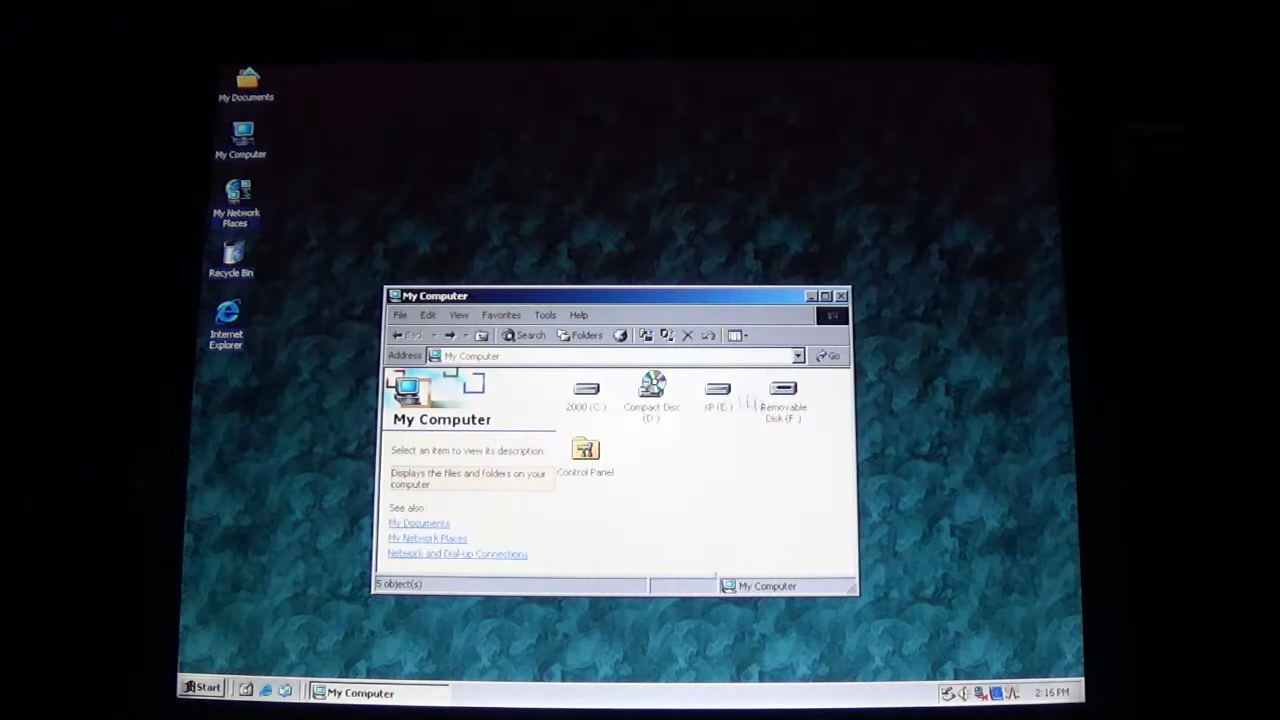 My Documents
My Computer
My Network
Places
Recycle Bin
Internet
Explorer
My Computer
File Edit View Favorites Tools Help
Back Search Folders
Address My Computer Go
2000 (C:) Compact Disc (D:) XP (E:) Removable Disk (F:)
My Computer
Select an item to view its description.
Control Panel
Displays the files and folders on your
computer
See also:
My Documents
My Network Places
Network and Dial-up Connections
5 object(s) My Computer
Start My Computer 2:16 PM